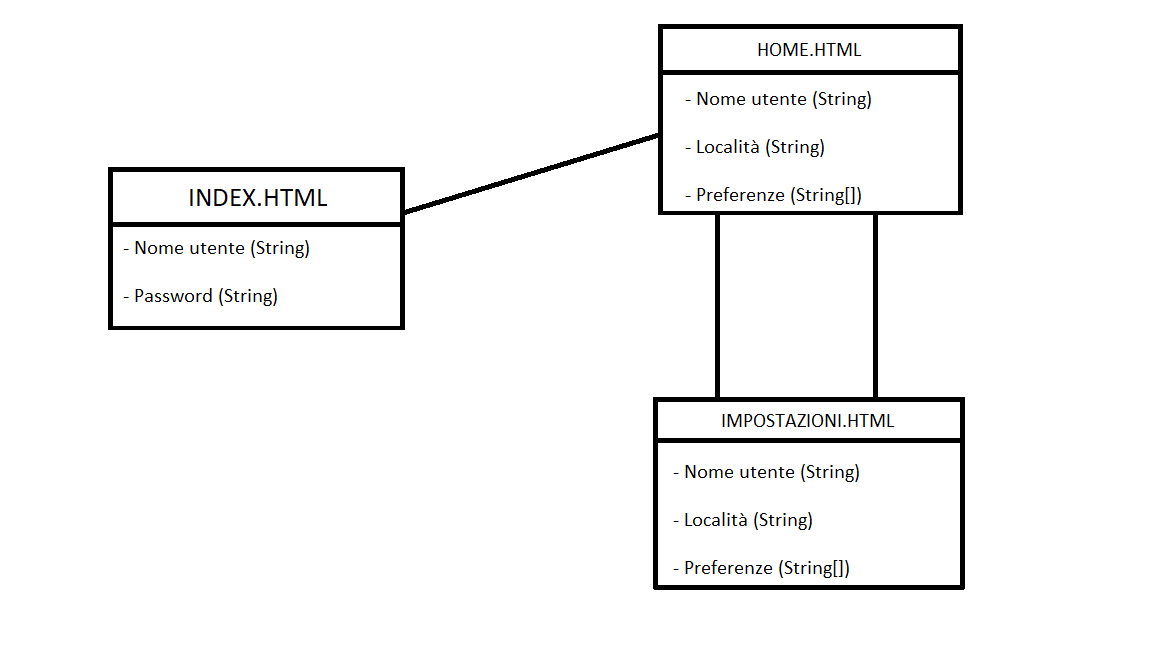 INDEX.HTML
- Nome utente (String)
- Password (String)
HOME.HTML
- Nome utente (String)
- Località (String)
- Preferenze (String[])
IMPOSTAZIONI.HTML
- Nome utente (String)
- Località (String)
- Preferenze (String[])